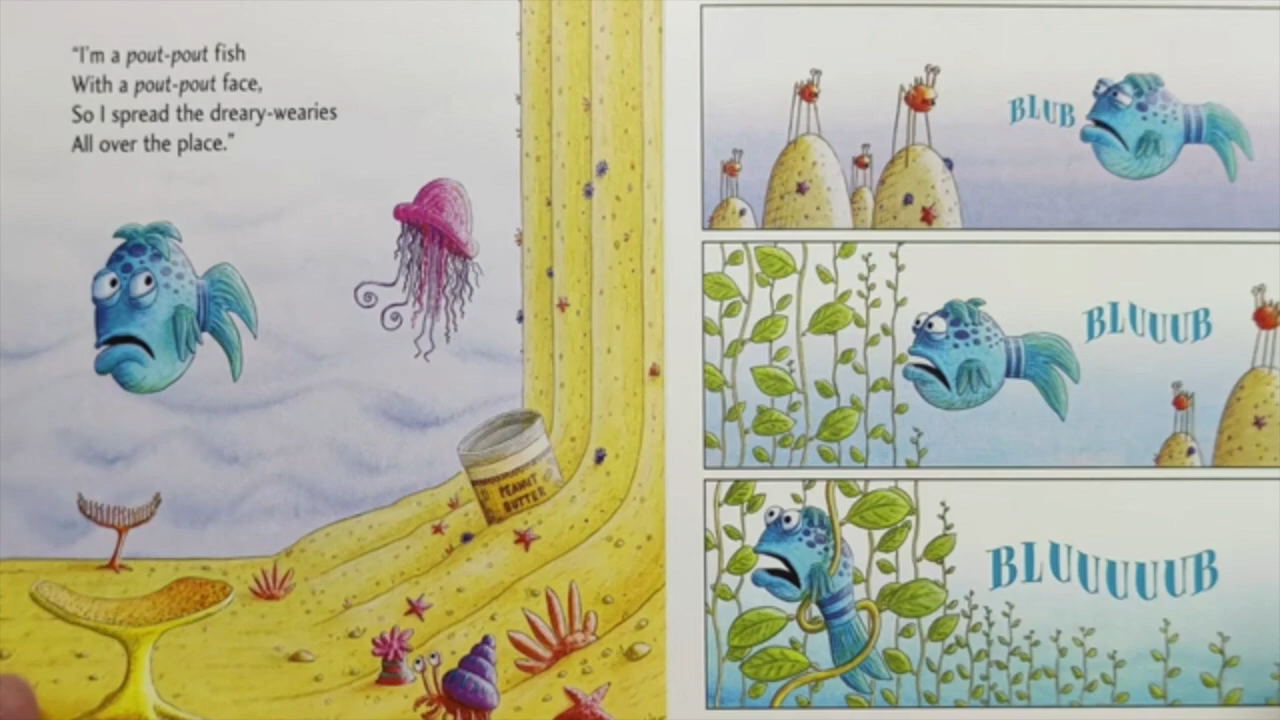 "I'm a pout-pout fish
With a pout-pout face,
So I spread the dreary-wearies
All over the place."
PEANUT
BUTTER
BLUB
BLUUUB
BLUUUUUUB